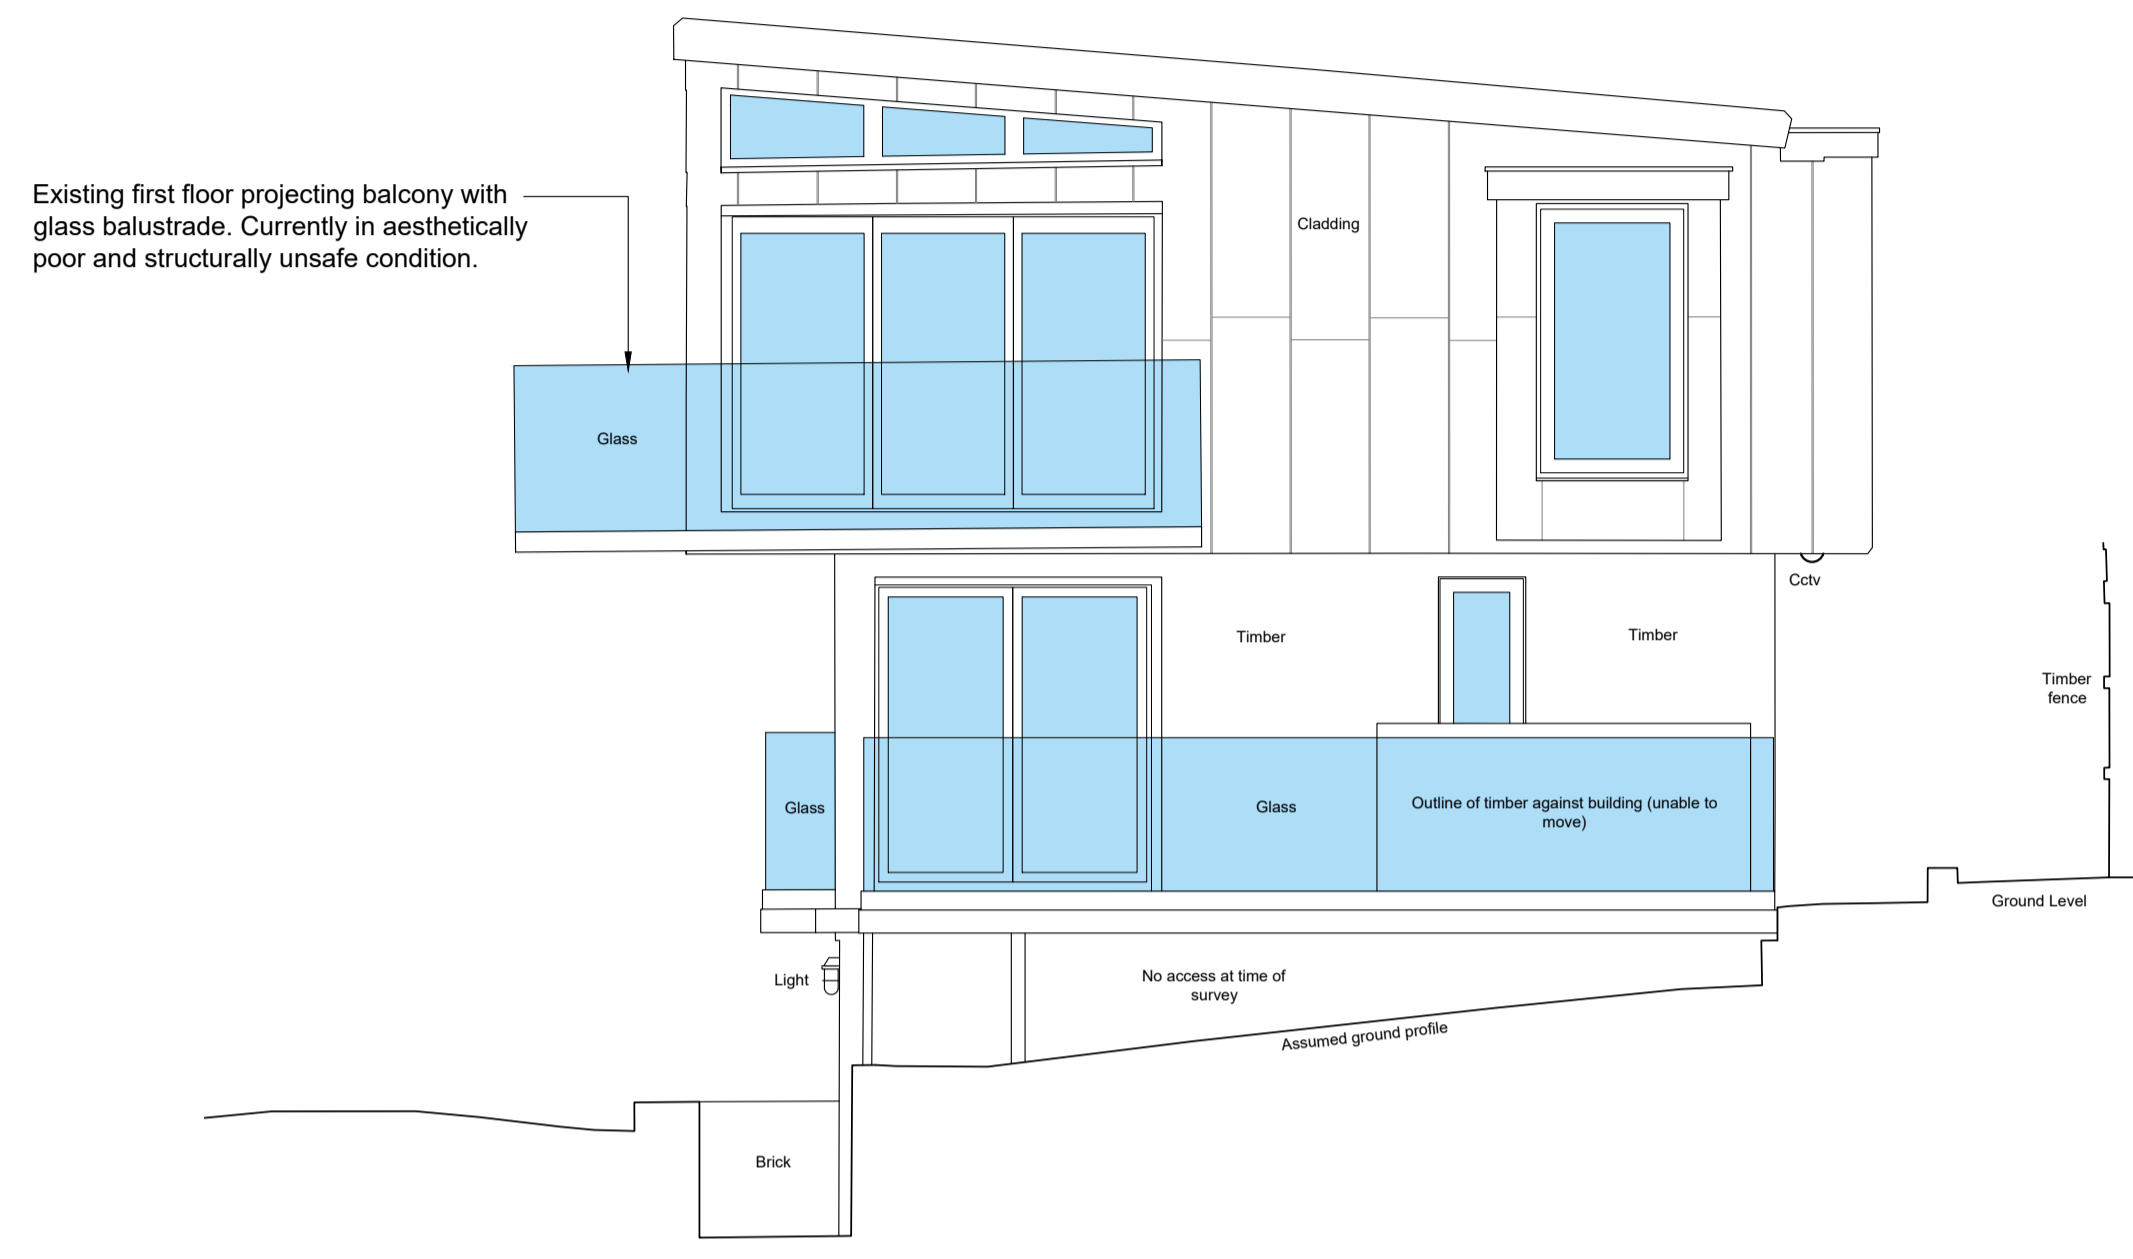 Existing first floor projecting balcony with
glass balustrade. Currently in aesthetically
poor and structurally unsafe condition.
Cladding
Glass
Cctv
Timber
Timber
Timber
fence
Glass
Glass
Outline of timber against building (unable to
move)
Ground Level
Light
No access at time of
survey
Assumed ground profile
Brick